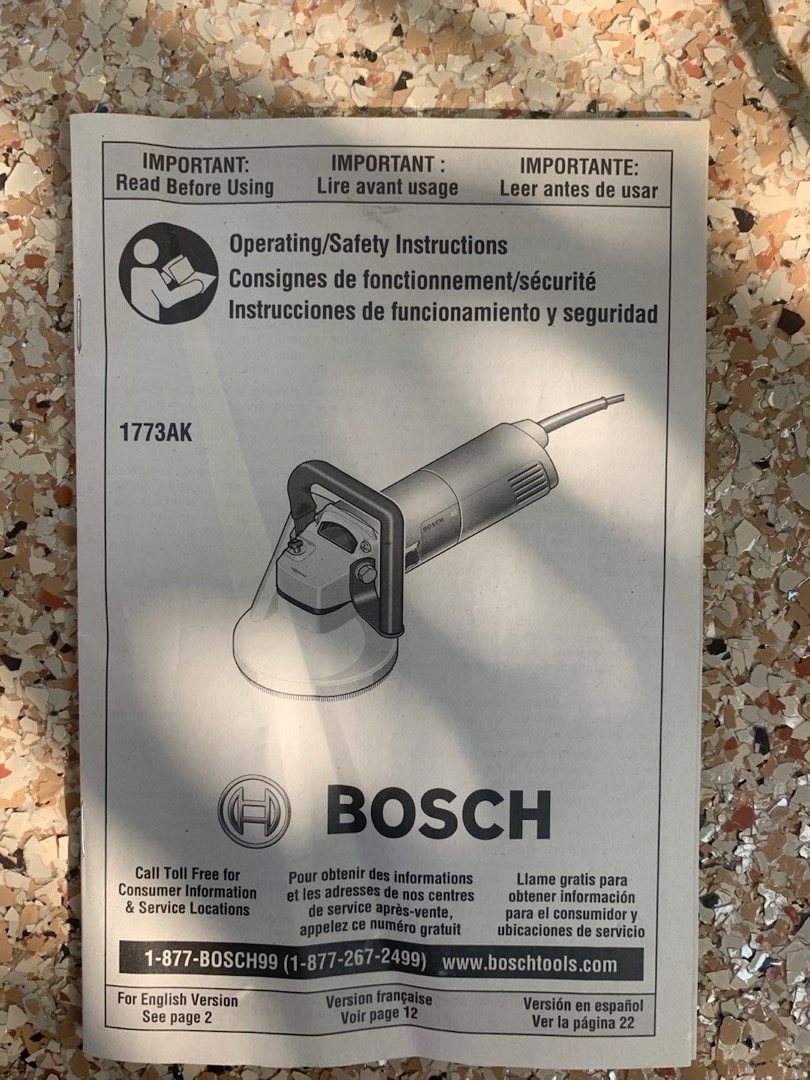 IMPORTANT:
Read Before Using
IMPORTANT :
Lire avant usage
IMPORTANTE:
Leer antes de usar
Operating/Safety Instructions
Consignes de fonctionnement/sécurité
Instrucciones de funcionamiento y seguridad
1773AK
BOSCH
BOSCH
Call Toll Free for
Consumer Information
& Service Locations
Pour obtenir des informations
et les adresses de nos centres
de service après-vente,
appelez ce numéro gratuit
Llame gratis para
obtener información
para el consumidor y
ubicaciones de servicio
1-877-BOSCH99 (1-877-267-2499) www.boschtools.com
For English Version
See page 2
Version française
Voir page 12
Versión en español
Ver la página 22